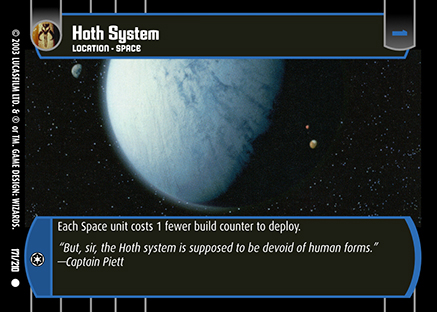 Hoth System
LOCATION - SPACE
1
Each Space unit costs 1 fewer build counter to deploy.
“But, sir, the Hoth system is supposed to be devoid of human forms.”
—Captain Piett
© 2003 LUCASFILM LTD. & ® or TM. GAME DESIGN: WIZARDS.
171/210